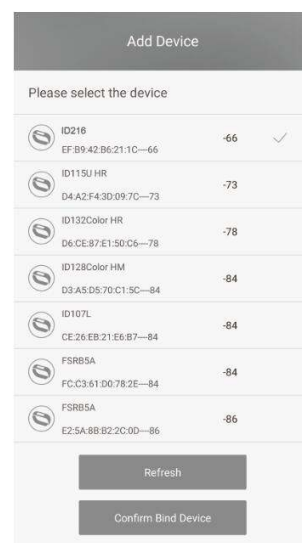 Add Device
Please select the device
ID216
-66
EF:B9:42:B6:21:1C----66
ID115U HR
-73
D4:A2:F4:3D:09:7C----73
ID132Color HR
-78
D6:CE:87:E1:50:C6----78
ID128Color HM
-84
D3:A5:D5:70:C1:5C----84
ID107L
-84
CE:26:EB:21:E6:B7----84
FSRB5A
-84
FC:C3:61:D0:78:2E----84
FSRB5A
-86
E2:5A:8B:B2:2C:0D----86
Refresh
Confirm Bind Device